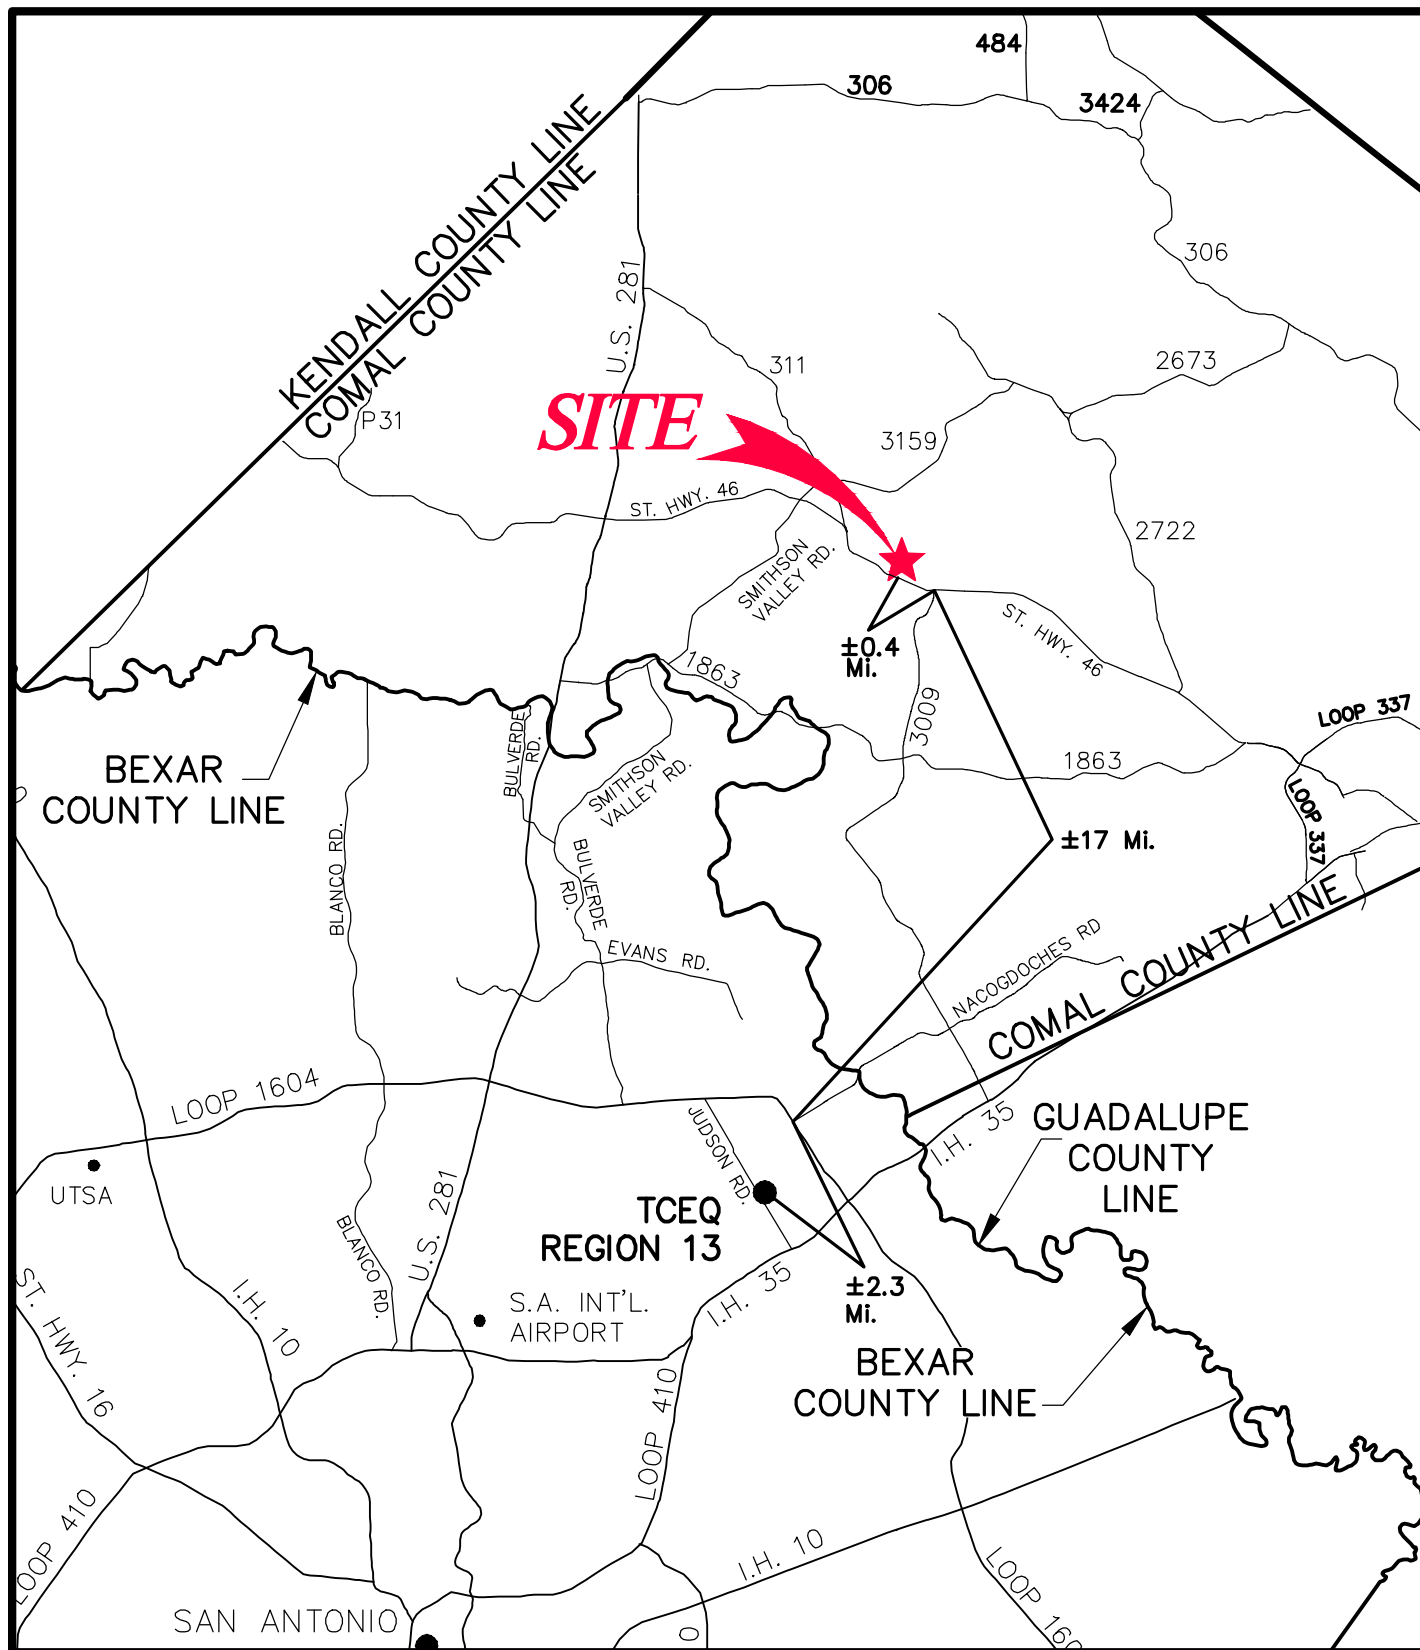 484
306
3424
KENDALL COUNTY LINE
COMAL COUNTY LINE
306
U.S. 281
311
2673
P31
SITE
3159
ST. HWY. 46
2722
SMITHSON
VALLEY RD.
ST. HWY. 46
±0.4
Mi.
1863
3009
LOOP 337
BULVERDE
RD.
BEXAR
COUNTY LINE
SMITHSON
VALLEY RD.
1863
LOOP 337
±17 Mi.
BLANCO RD.
BULVERDE
RD.
EVANS RD.
NACOGDOCHES RD
COMAL COUNTY LINE
LOOP 1604
JUDSON RD.
I.H. 35
GUADALUPE
COUNTY
LINE
UTSA
U.S. 281
TCEQ
REGION 13
BLANCO RD.
I.H. 10
ST. HWY. 16
S.A. INT'L.
AIRPORT
I.H. 35
±2.3
Mi.
BEXAR
COUNTY LINE
LOOP 410
LOOP 410
I.H. 10
LOOP 160
SAN ANTONIO
0